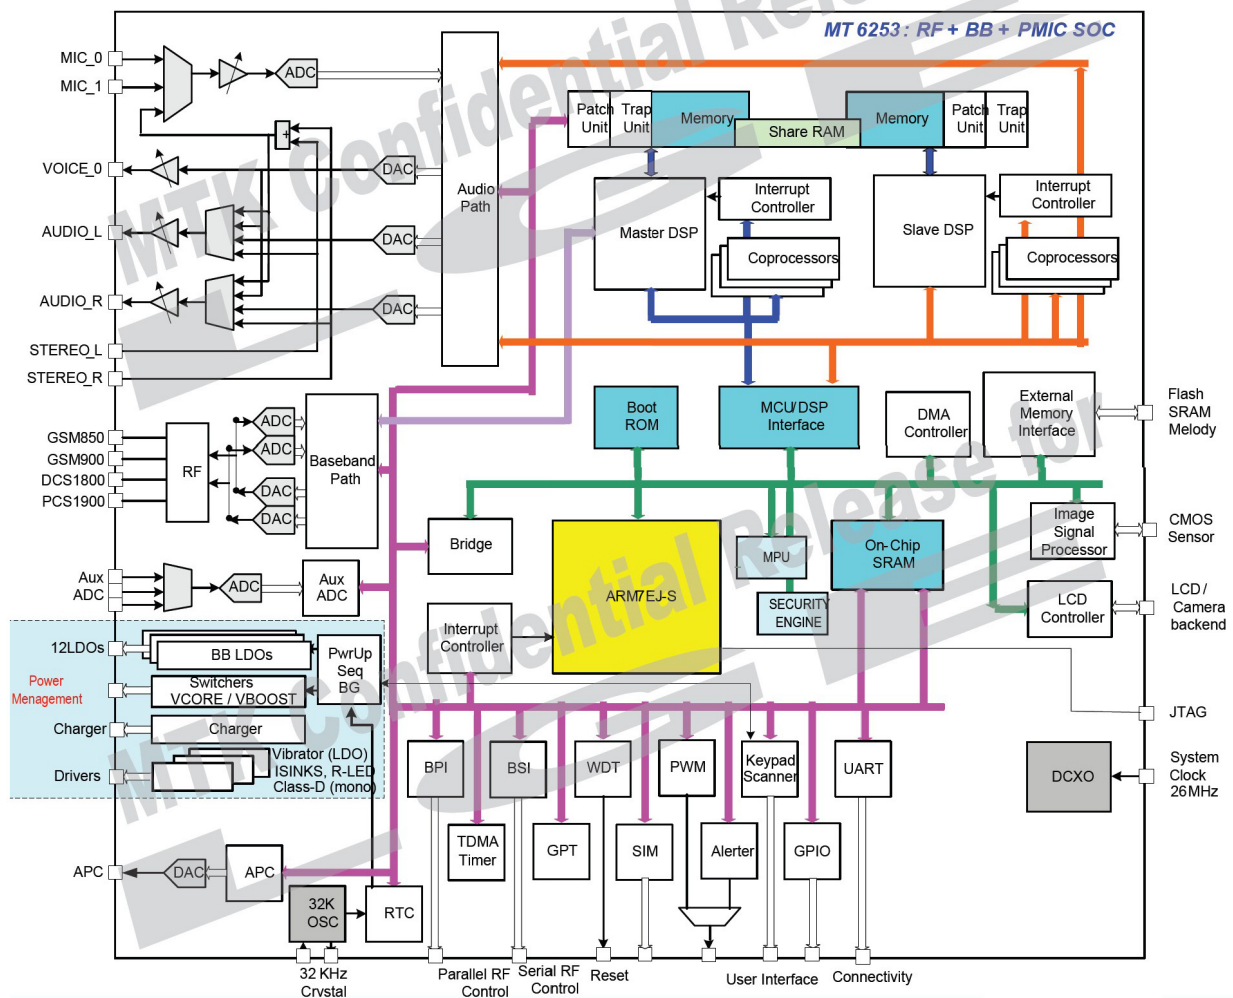 MT6253: RF + BB + PMIC SOC
MTK Confidential Release for
MTK Confidential Release for
MIC_0
MIC_1
ADC
+
VOICE_0
DAC
AUDIO_L
DAC
AUDIO_R
DAC
STEREO_L
STEREO_R
Audio
Path
Patch
Unit
Trap
Unit
Memory
Share RAM
Memory
Patch
Unit
Trap
Unit
Master DSP
Interrupt
Controller
Coprocessors
Slave DSP
Interrupt
Controller
Coprocessors
GSM850
GSM900
DCS1800
PCS1900
RF
ADC
ADC
DAC
DAC
Baseband
Path
Boot
ROM
MCU/DSP
Interface
DMA
Controller
External
Memory
Interface
Flash
SRAM
Melody
Bridge
ARM7EJ-S
MPU
SECURITY
ENGINE
On-Chip
SRAM
Image
Signal
Processor
CMOS
Sensor
LCD
Controller
LCD /
Camera
backend
Aux
ADC
ADC
Aux
ADC
Interrupt
Controller
12LDOs
BB LDOs
PwrUp
Seq
BG
Power
Menagement
Switchers
VCORE / VBOOST
Charger
Charger
Drivers
Vibrator (LDO)
ISINKS, R-LED
Class-D (mono)
JTAG
DCXO
System
Clock
26MHz
BPI
BSI
WDT
PWM
Keypad
Scanner
UART
TDMA
Timer
GPT
SIM
Alerter
GPIO
APC
DAC
APC
32K
OSC
RTC
32 KHz
Crystal
Parallel RF
Control
Serial RF
Control
Reset
User Interface
Connectivity